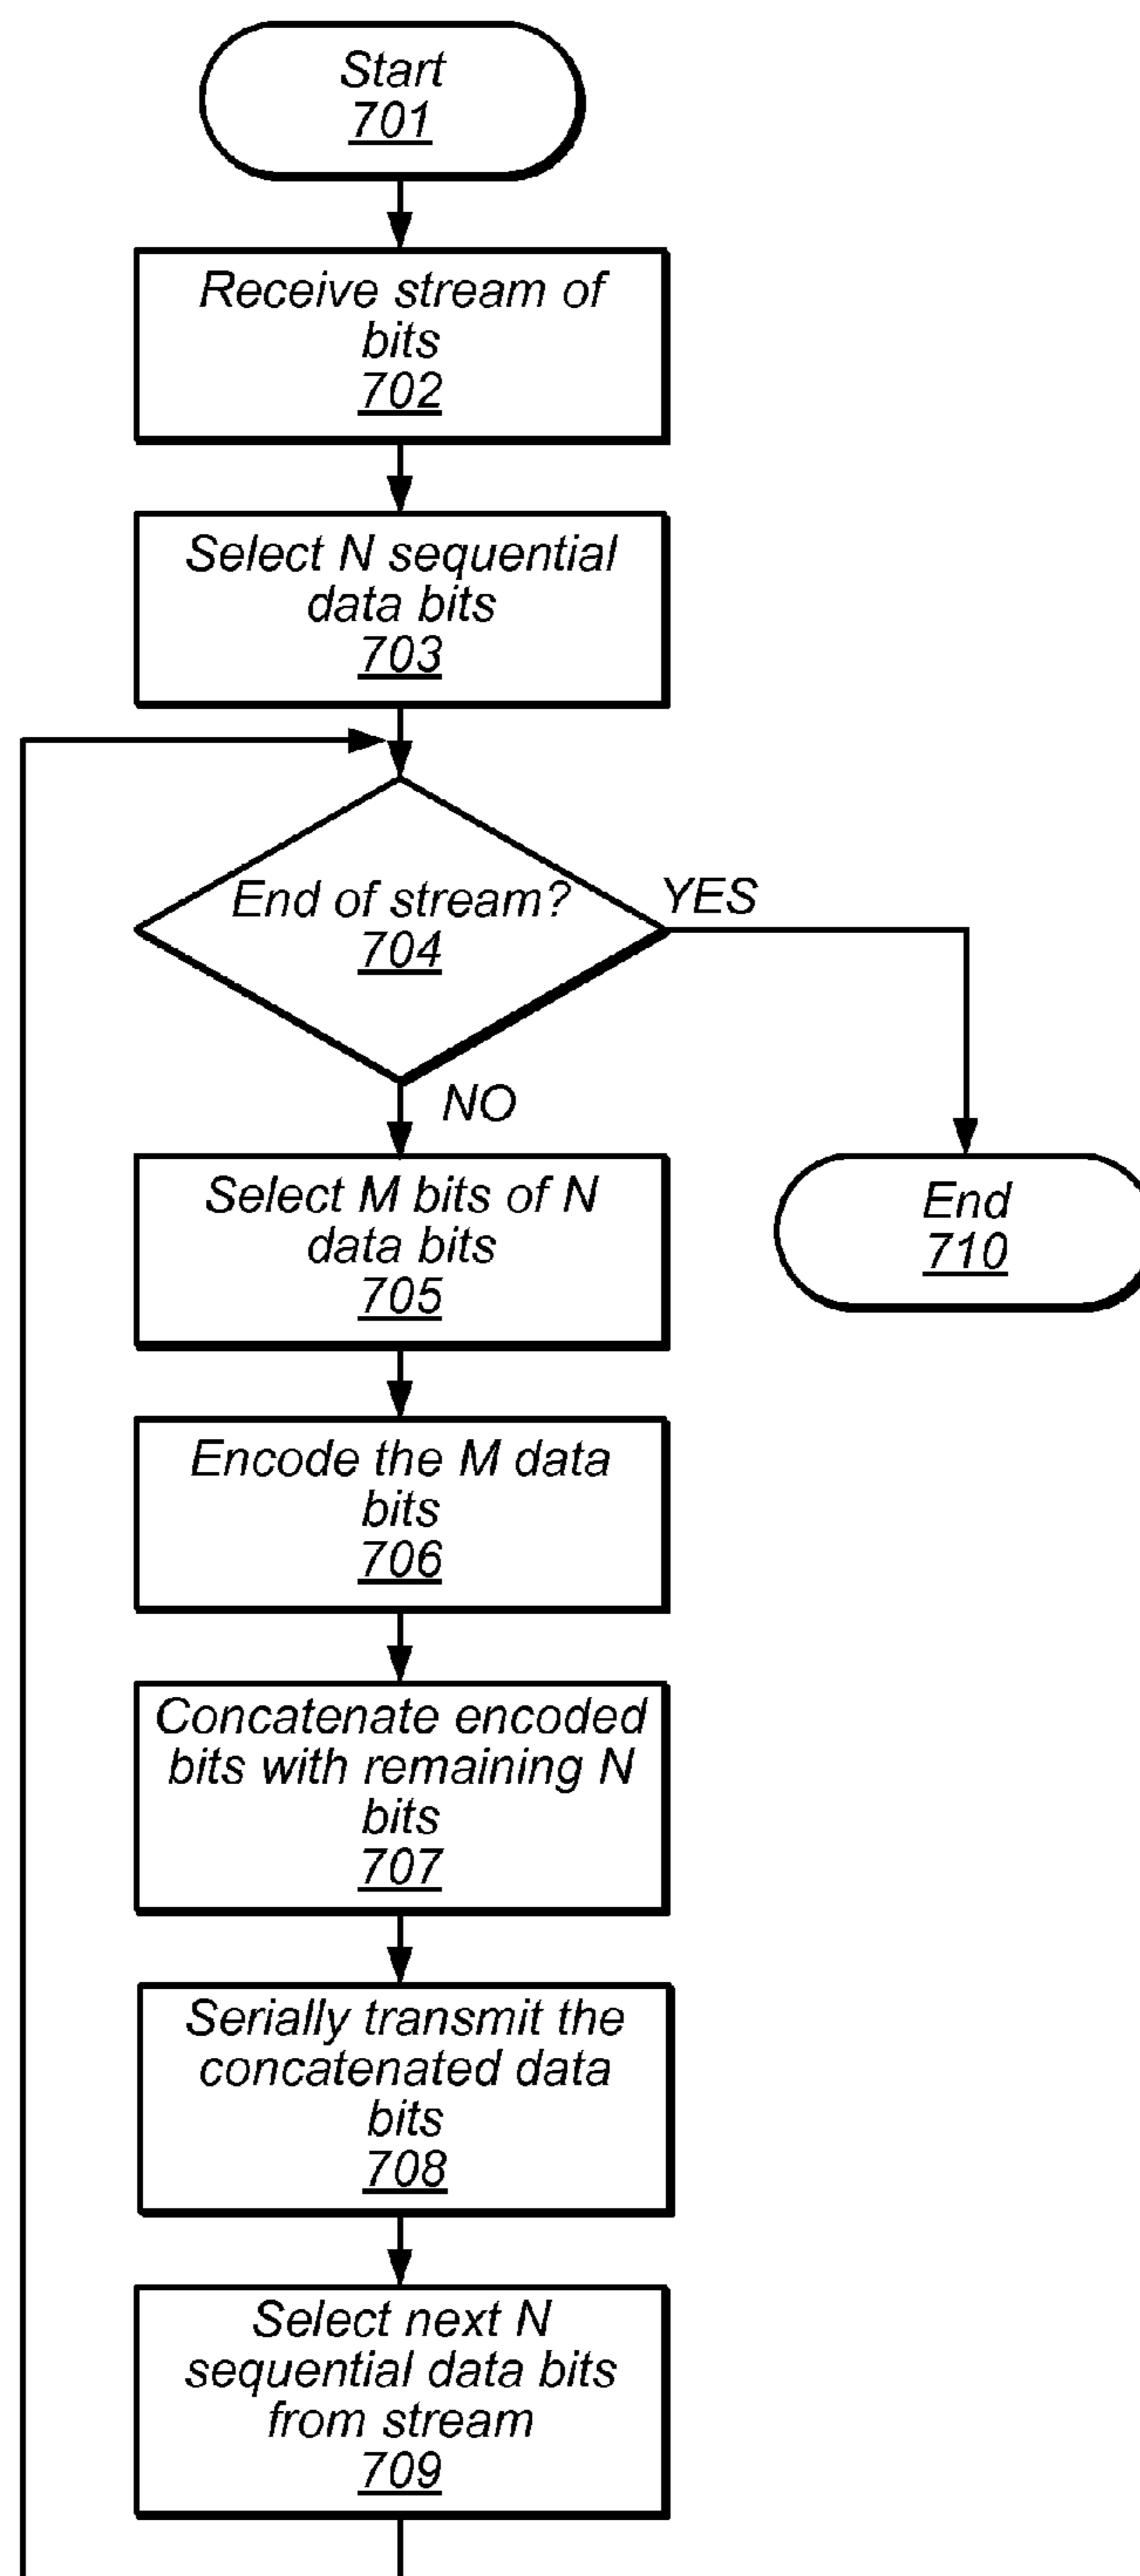 Start
701
Receive stream of
bits
702
Select N sequential
data bits
703
End of stream?
704
YES
NO
Select M bits of N
data bits
705
End
710
Encode the M data
bits
706
Concatenate encoded
bits with remaining N
bits
707
Serially transmit the
concatenated data
bits
708
Select next N
sequential data bits
from stream
709